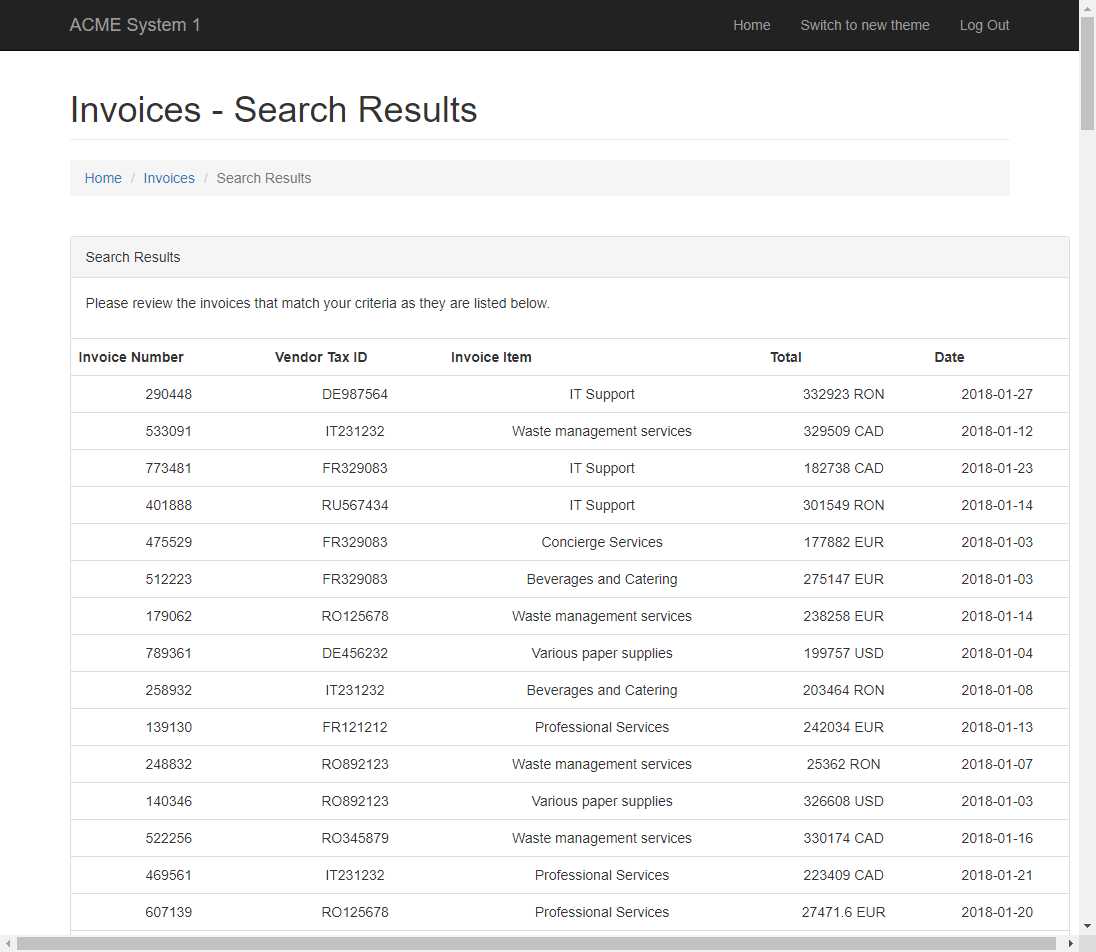 ACME System 1 Home Switch to new theme Log Out
Invoices - Search Results
Home / Invoices / Search Results
Search Results
Please review the invoices that match your criteria as they are listed below.
Invoice Number Vendor Tax ID Invoice Item Total Date
290448 DE987564 IT Support 332923 RON 2018-01-27
533091 IT231232 Waste management services 329509 CAD 2018-01-12
773481 FR329083 IT Support 182738 CAD 2018-01-23
401888 RU567434 IT Support 301549 RON 2018-01-14
475529 FR329083 Concierge Services 177882 EUR 2018-01-03
512223 FR329083 Beverages and Catering 275147 EUR 2018-01-03
179062 RO125678 Waste management services 238258 EUR 2018-01-14
789361 DE456232 Various paper supplies 199757 USD 2018-01-04
258932 IT231232 Beverages and Catering 203464 RON 2018-01-08
139130 FR121212 Professional Services 242034 EUR 2018-01-13
248832 RO892123 Waste management services 25362 RON 2018-01-07
140346 RO892123 Various paper supplies 326608 USD 2018-01-03
522256 RO345879 Waste management services 330174 CAD 2018-01-16
469561 IT231232 Professional Services 223409 CAD 2018-01-21
607139 RO125678 Professional Services 27471.6 EUR 2018-01-20